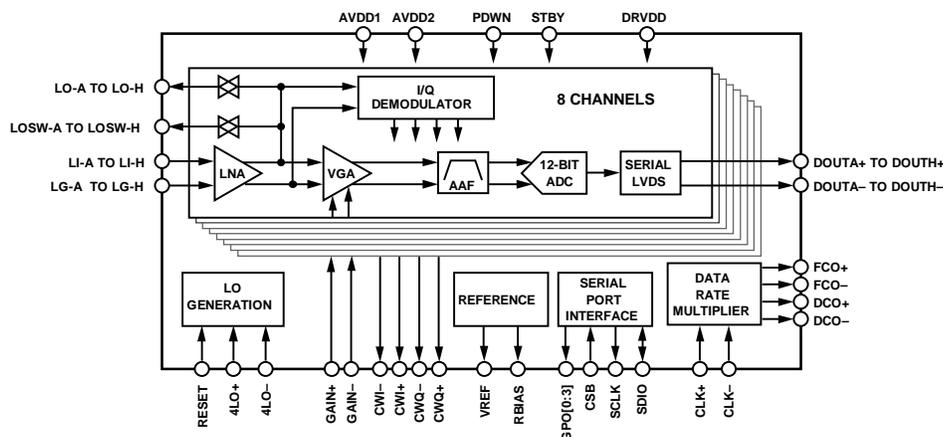 AVDD1
AVDD2
PDWN
STBY
DRVDD
LO-A TO LO-H
LOSW-A TO LOSW-H
LI-A TO LI-H
LG-A TO LG-H
I/Q
DEMODULATOR
8 CHANNELS
LNA
VGA
AAF
12-BIT
ADC
SERIAL
LVDS
DOUTA+ TO DOUTH+
DOUTA– TO DOUTH–
LO
GENERATION
REFERENCE
SERIAL
PORT
INTERFACE
DATA
RATE
MULTIPLIER
FCO+
FCO–
DCO+
DCO–
RESET
4LO+
4LO–
GAIN+
GAIN–
CWI–
CWI+
CWQ–
CWQ+
VREF
RBIAS
GPO[0:3]
CSB
SCLK
SDIO
CLK+
CLK–